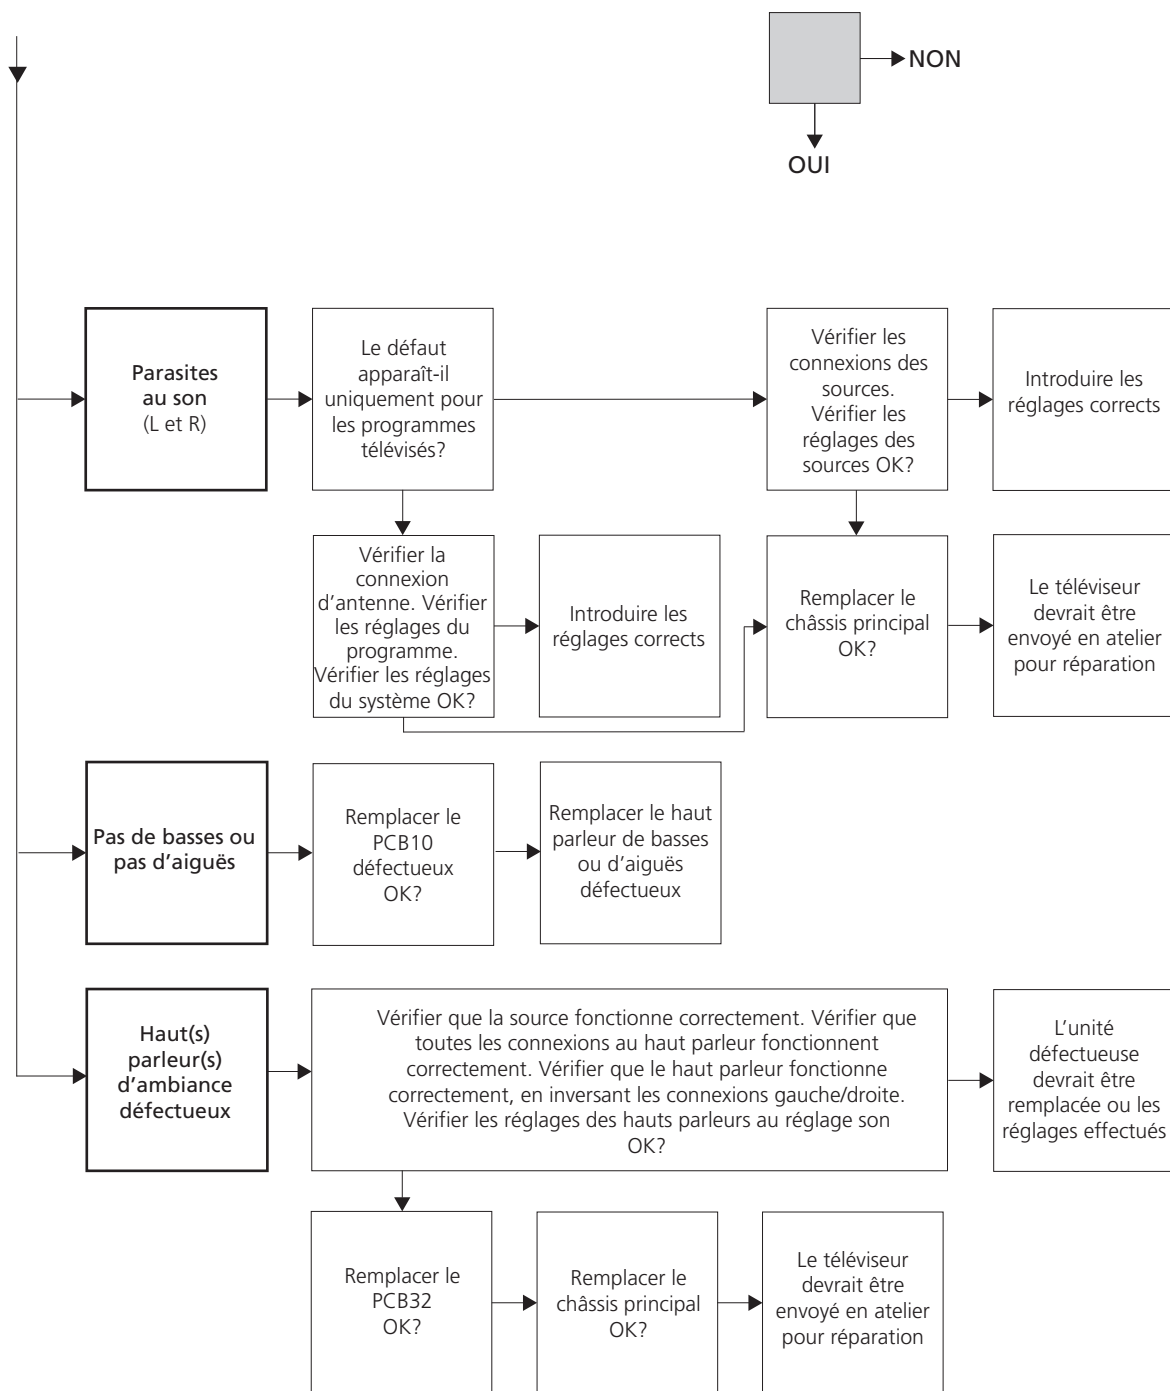 NON
OUI
Parasites
au son
(L et R)
Le défaut
apparaît-il
uniquement pour
les programmes
télévisés?
Vérifier les
connexions des
sources.
Vérifier les
réglages des
sources OK?
Introduire les
réglages corrects
Vérifier la
connexion
d'antenne. Vérifier
les réglages du
programme.
Vérifier les réglages
du système OK?
Introduire les
réglages corrects
Remplacer le
châssis principal
OK?
Le téléviseur
devrait être
envoyé en atelier
pour réparation
Pas de basses ou
pas d'aiguës
Remplacer le
PCB10
défectueux
OK?
Remplacer le haut
parleur de basses
ou d'aiguës
défectueux
Haut(s)
parleur(s)
d'ambiance
défectueux
Vérifier que la source fonctionne correctement. Vérifier que
toutes les connexions au haut parleur fonctionnent
correctement. Vérifier que le haut parleur fonctionne
correctement, en inversant les connexions gauche/droite.
Vérifier les réglages des hauts parleurs au réglage son
OK?
L'unité
défectueuse
devrait être
remplacée ou les
réglages effectués
Remplacer le
PCB32
OK?
Remplacer le
châssis principal
OK?
Le téléviseur
devrait être
envoyé en atelier
pour réparation